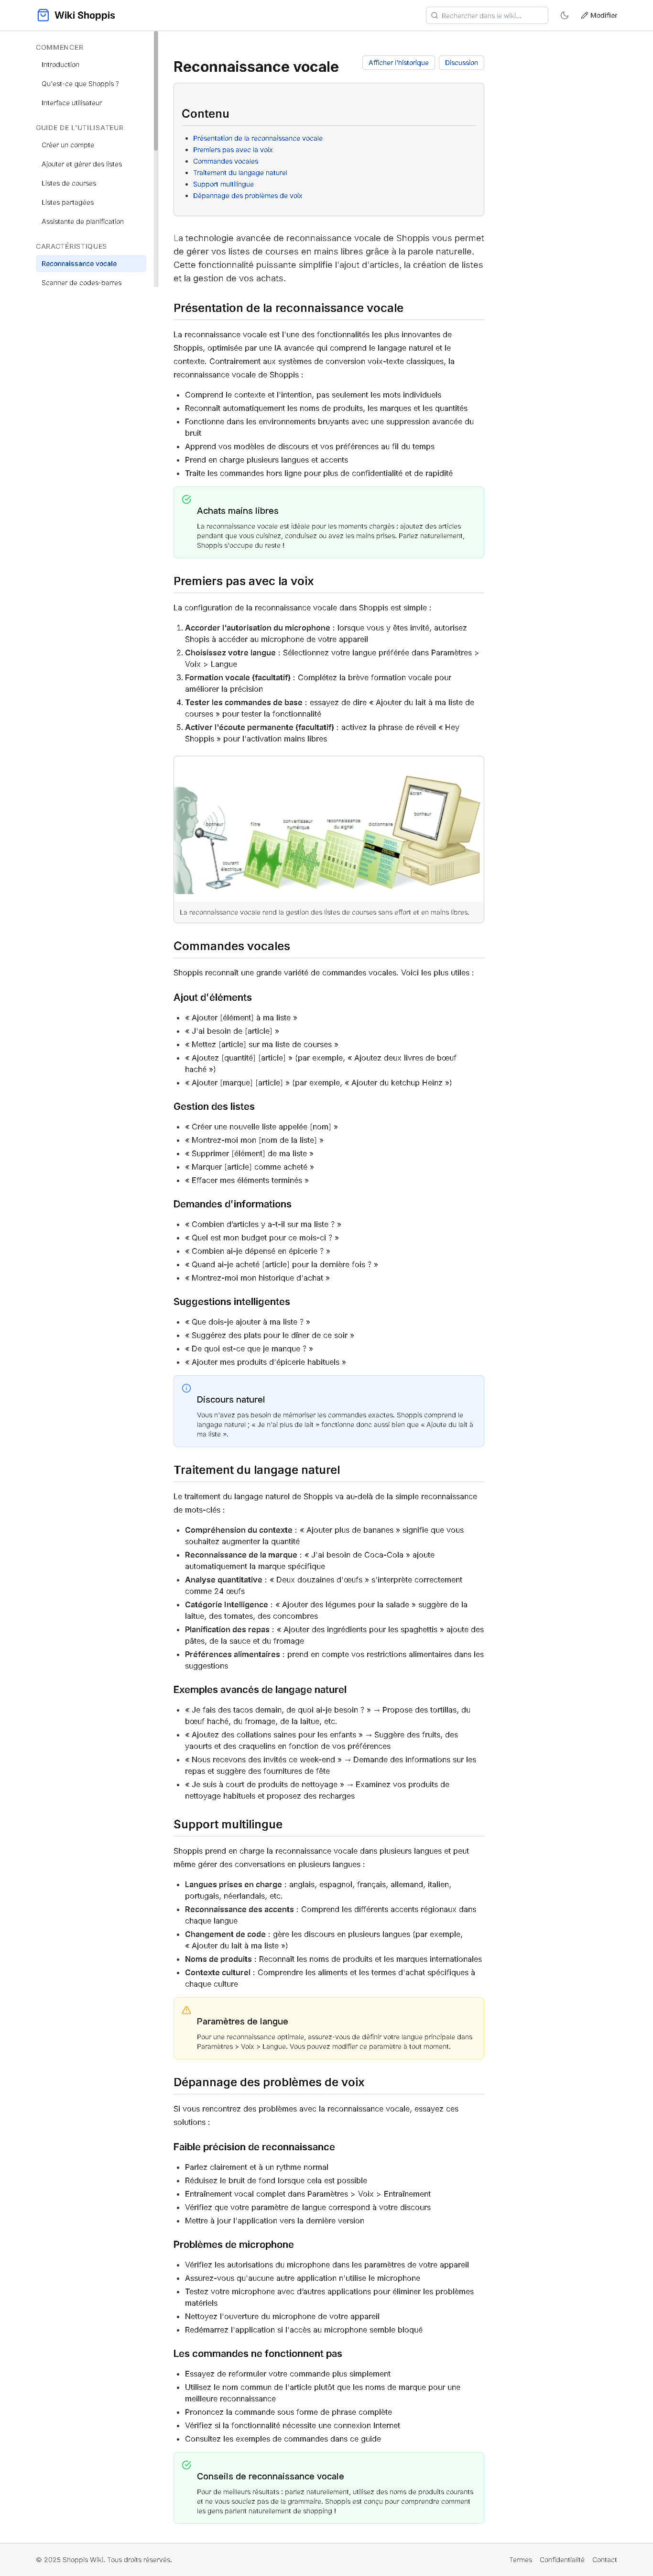 Wiki Shoppis
Rechercher dans le wiki...
Modifier
COMMENCER
Introduction
Qu'est-ce que Shoppis ?
Interface utilisateur
GUIDE DE L'UTILISATEUR
Créer un compte
Ajouter et gérer des listes
Listes de courses
Listes partagées
Assistante de planification
CARACTÉRISTIQUES
Reconnaissance vocale
Scanner de codes-barres
Reconnaissance vocale
Afficher l'historique
Discussion
Contenu
• Présentation de la reconnaissance vocale
• Premiers pas avec la voix
• Commandes vocales
• Traitement du langage naturel
• Support multilingue
• Dépannage des problèmes de voix
La technologie avancée de reconnaissance vocale de Shoppis vous permet
de gérer vos listes de courses en mains libres grâce à la parole naturelle.
Cette fonctionnalité puissante simplifie l'ajout d'articles, la création de listes
et la gestion de vos achats.
Présentation de la reconnaissance vocale
La reconnaissance vocale est l'une des fonctionnalités les plus innovantes de
Shoppis, optimisée par une IA avancée qui comprend le langage naturel et le
contexte. Contrairement aux systèmes de conversion voix-texte classiques, la
reconnaissance vocale de Shoppis :
• Comprend le contexte et l'intention, pas seulement les mots individuels
• Reconnaît automatiquement les noms de produits, les marques et les quantités
• Fonctionne dans les environnements bruyants avec une suppression avancée du
bruit
• Apprend vos modèles de discours et vos préférences au fil du temps
• Prend en charge plusieurs langues et accents
• Traite les commandes hors ligne pour plus de confidentialité et de rapidité
Achats mains libres
La reconnaissance vocale est idéale pour les moments chargés : ajoutez des articles
pendant que vous cuisinez, conduisez ou avez les mains prises. Parlez naturellement,
Shoppis s'occupe du reste !
Premiers pas avec la voix
La configuration de la reconnaissance vocale dans Shoppis est simple :
1. Accorder l'autorisation du microphone : lorsque vous y êtes invité, autorisez
Shopis à accéder au microphone de votre appareil
2. Choisissez votre langue : Sélectionnez votre langue préférée dans Paramètres >
Voix > Langue
3. Formation vocale (facultatif) : Complétez la brève formation vocale pour
améliorer la précision
4. Tester les commandes de base : essayez de dire « Ajouter du lait à ma liste de
courses » pour tester la fonctionnalité
5. Activer l'écoute permanente (facultatif) : activez la phrase de réveil « Hey
Shoppis » pour l'activation mains libres
bonheur
courant
électrique
filtre
convertisseur
numérique
reconnaissance
du signal
dictionnaire
écran
bonheur
La reconnaissance vocale rend la gestion des listes de courses sans effort et en mains libres.
Commandes vocales
Shoppis reconnaît une grande variété de commandes vocales. Voici les plus utiles :
Ajout d'éléments
• « Ajouter [élément] à ma liste »
• « J'ai besoin de [article] »
• « Mettez [article] sur ma liste de courses »
• « Ajoutez [quantité] [article] » (par exemple, « Ajoutez deux livres de bœuf
haché »)
• « Ajouter [marque] [article] » (par exemple, « Ajouter du ketchup Heinz »)
Gestion des listes
• « Créer une nouvelle liste appelée [nom] »
• « Montrez-moi mon [nom de la liste] »
• « Supprimer [élément] de ma liste »
• « Marquer [article] comme acheté »
• « Effacer mes éléments terminés »
Demandes d'informations
• « Combien d'articles y a-t-il sur ma liste ? »
• « Quel est mon budget pour ce mois-ci ? »
• « Combien ai-je dépensé en épicerie ? »
• « Quand ai-je acheté [article] pour la dernière fois ? »
• « Montrez-moi mon historique d'achat »
Suggestions intelligentes
• « Que dois-je ajouter à ma liste ? »
• « Suggérez des plats pour le dîner de ce soir »
• « De quoi est-ce que je manque ? »
• « Ajouter mes produits d'épicerie habituels »
Discours naturel
Vous n'avez pas besoin de mémoriser les commandes exactes. Shoppis comprend le
langage naturel ; « Je n'ai plus de lait » fonctionne donc aussi bien que « Ajoute du lait à
ma liste ».
Traitement du langage naturel
Le traitement du langage naturel de Shoppis va au-delà de la simple reconnaissance
de mots-clés :
• Compréhension du contexte : « Ajouter plus de bananes » signifie que vous
souhaitez augmenter la quantité
• Reconnaissance de la marque : « J'ai besoin de Coca-Cola » ajoute
automatiquement la marque spécifique
• Analyse quantitative : « Deux douzaines d'œufs » s'interprète correctement
comme 24 œufs
• Catégorie Intelligence : « Ajouter des légumes pour la salade » suggère de la
laitue, des tomates, des concombres
• Planification des repas : « Ajouter des ingrédients pour les spaghettis » ajoute des
pâtes, de la sauce et du fromage
• Préférences alimentaires : prend en compte vos restrictions alimentaires dans les
suggestions
Exemples avancés de langage naturel
• « Je fais des tacos demain, de quoi ai-je besoin ? » → Propose des tortillas, du
bœuf haché, du fromage, de la laitue, etc.
• « Ajoutez des collations saines pour les enfants » → Suggère des fruits, des
yaourts et des craquelins en fonction de vos préférences
• « Nous recevons des invités ce week-end » → Demande des informations sur les
repas et suggère des fournitures de fête
• « Je suis à court de produits de nettoyage » → Examinez vos produits de
nettoyage habituels et proposez des recharges
Support multilingue
Shoppis prend en charge la reconnaissance vocale dans plusieurs langues et peut
même gérer des conversations en plusieurs langues :
• Langues prises en charge : anglais, espagnol, français, allemand, italien,
portugais, néerlandais, etc.
• Reconnaissance des accents : Comprend les différents accents régionaux dans
chaque langue
• Changement de code : gère les discours en plusieurs langues (par exemple,
« Ajouter du lait à ma liste »)
• Noms de produits : Reconnaît les noms de produits et les marques internationales
• Contexte culturel : Comprendre les aliments et les termes d'achat spécifiques à
chaque culture
Paramètres de langue
Pour une reconnaissance optimale, assurez-vous de définir votre langue principale dans
Paramètres > Voix > Langue. Vous pouvez modifier ce paramètre à tout moment.
Dépannage des problèmes de voix
Si vous rencontrez des problèmes avec la reconnaissance vocale, essayez ces
solutions :
Faible précision de reconnaissance
• Parlez clairement et à un rythme normal
• Réduisez le bruit de fond lorsque cela est possible
• Entraînement vocal complet dans Paramètres > Voix > Entraînement
• Vérifiez que votre paramètre de langue correspond à votre discours
• Mettre à jour l'application vers la dernière version
Problèmes de microphone
• Vérifiez les autorisations du microphone dans les paramètres de votre appareil
• Assurez-vous qu'aucune autre application n'utilise le microphone
• Testez votre microphone avec d'autres applications pour éliminer les problèmes
matériels
• Nettoyez l'ouverture du microphone de votre appareil
• Redémarrez l'application si l'accès au microphone semble bloqué
Les commandes ne fonctionnent pas
• Essayez de reformuler votre commande plus simplement
• Utilisez le nom commun de l'article plutôt que les noms de marque pour une
meilleure reconnaissance
• Prononcez la commande sous forme de phrase complète
• Vérifiez si la fonctionnalité nécessite une connexion Internet
• Consultez les exemples de commandes dans ce guide
Conseils de reconnaissance vocale
Pour de meilleurs résultats : parlez naturellement, utilisez des noms de produits courants
et ne vous souciez pas de la grammaire. Shoppis est conçu pour comprendre comment
les gens parlent naturellement de shopping !
© 2025 Shoppis Wiki. Tous droits réservés.
Termes
Confidentialité
Contact